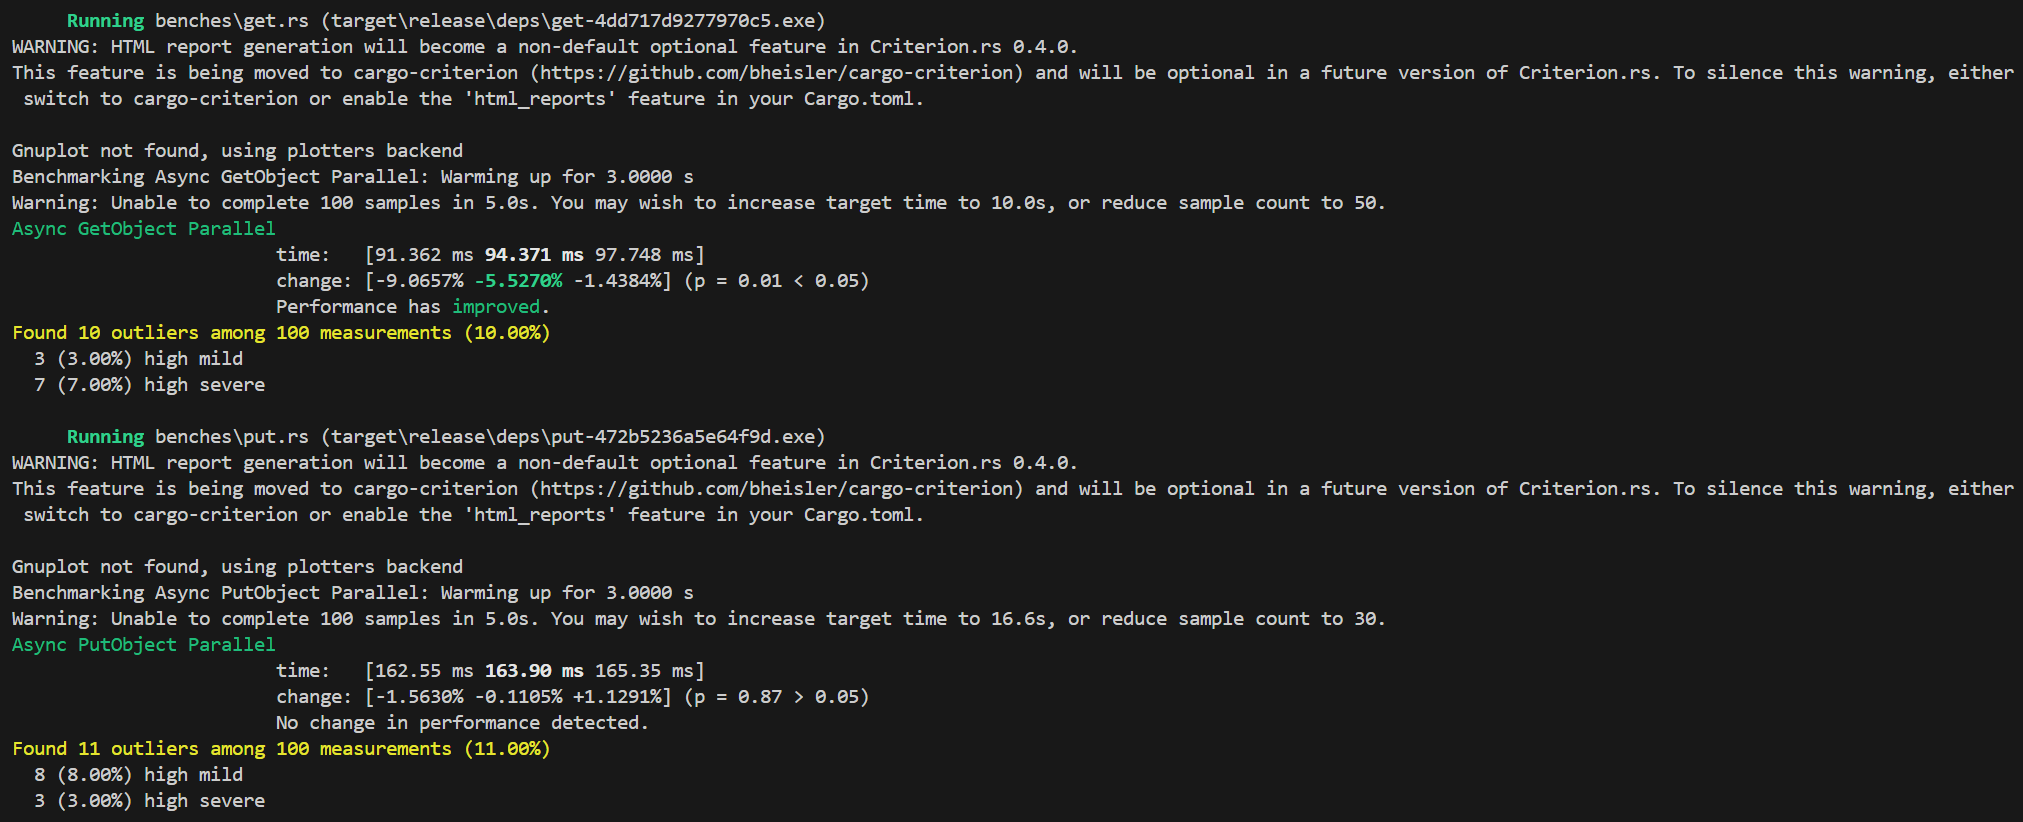 Running benches\get.rs (target\release\deps\get-4dd717d9277970c5.exe)
WARNING: HTML report generation will become a non-default optional feature in Criterion.rs 0.4.0.
This feature is being moved to cargo-criterion (https://github.com/bheisler/cargo-criterion) and will be optional in a future version of Criterion.rs. To silence this warning, either
switch to cargo-criterion or enable the 'html_reports' feature in your Cargo.toml.
Gnuplot not found, using plotters backend
Benchmarking Async GetObject Parallel: Warming up for 3.0000 s
Warning: Unable to complete 100 samples in 5.0s. You may wish to increase target time to 10.0s, or reduce sample count to 50.
Async GetObject Parallel
time:   [91.362 ms 94.371 ms 97.748 ms]
change: [-9.0657% -5.5270% -1.4384%] (p = 0.01 < 0.05)
Performance has improved.
Found 10 outliers among 100 measurements (10.00%)
3 (3.00%) high mild
7 (7.00%) high severe
Running benches\put.rs (target\release\deps\put-472b5236a5e64f9d.exe)
WARNING: HTML report generation will become a non-default optional feature in Criterion.rs 0.4.0.
This feature is being moved to cargo-criterion (https://github.com/bheisler/cargo-criterion) and will be optional in a future version of Criterion.rs. To silence this warning, either
switch to cargo-criterion or enable the 'html_reports' feature in your Cargo.toml.
Gnuplot not found, using plotters backend
Benchmarking Async PutObject Parallel: Warming up for 3.0000 s
Warning: Unable to complete 100 samples in 5.0s. You may wish to increase target time to 16.6s, or reduce sample count to 30.
Async PutObject Parallel
time:   [162.55 ms 163.90 ms 165.35 ms]
change: [-1.5630% -0.1105% +1.1291%] (p = 0.87 > 0.05)
No change in performance detected.
Found 11 outliers among 100 measurements (11.00%)
8 (8.00%) high mild
3 (3.00%) high severe